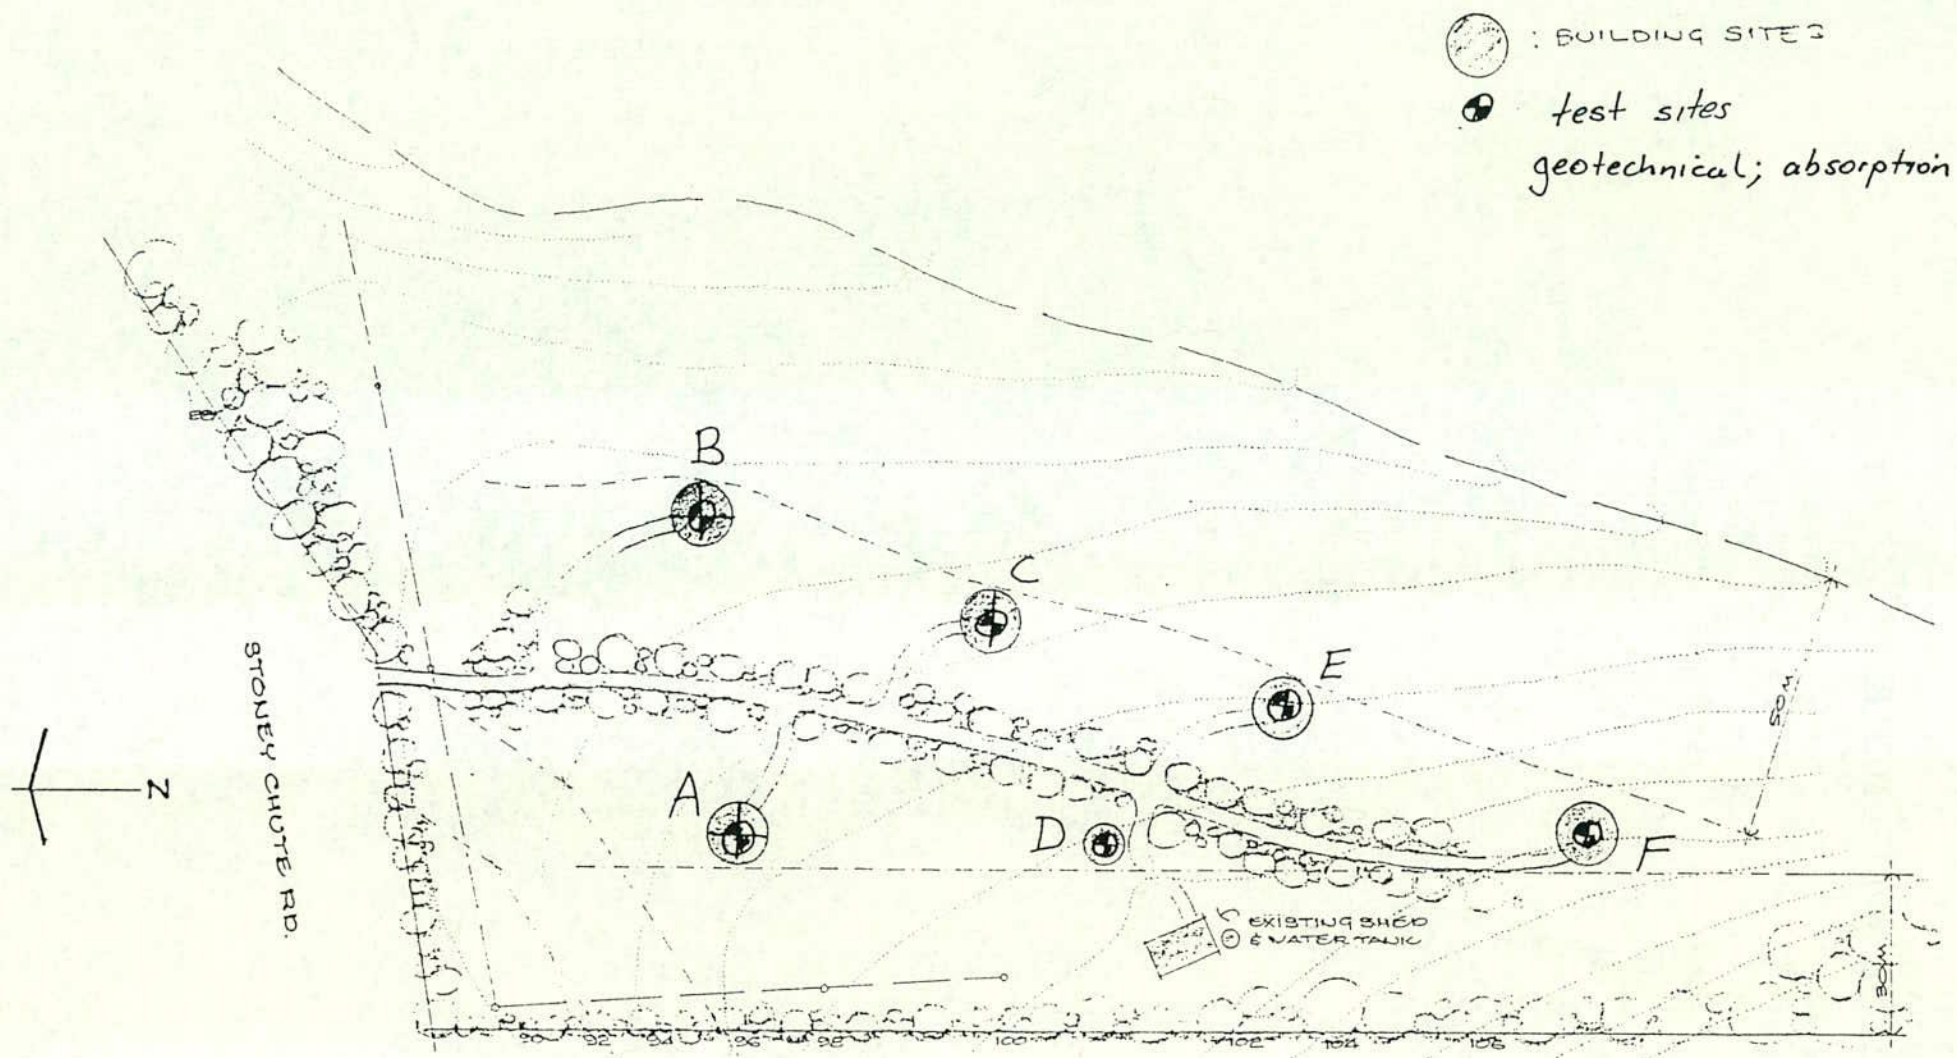 : BUILDING SITES
test sites
geotechnical; absorption
B
C
E
STONEY CHUTE RD.
50M
N
A
D
F
EXISTING SHED
& WATER TANK
30M
90 92 94 96 98 100 102 104 106